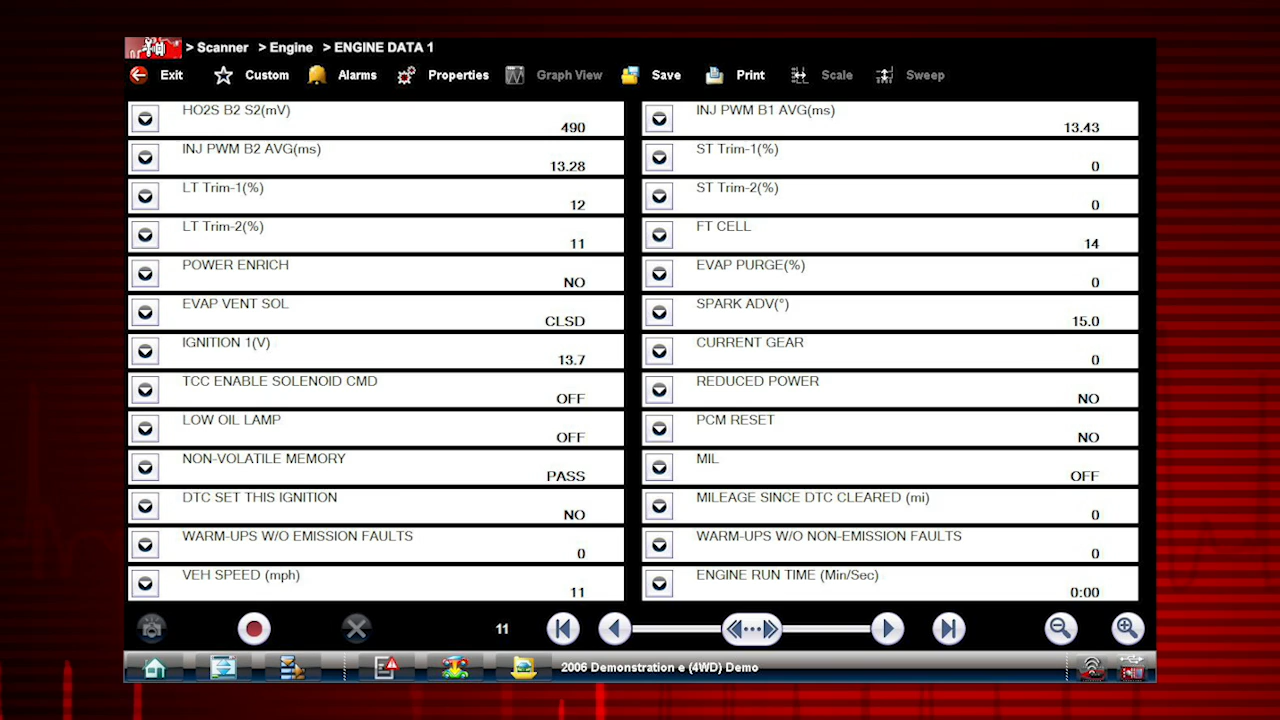 > Scanner > Engine > ENGINE DATA 1
Exit Custom Alarms Properties Graph View Save Print Scale Sweep
HO2S B2 S2(mV) 490 INJ PWM B1 AVG(ms) 13.43
INJ PWM B2 AVG(ms) 13.28 ST Trim-1(%) 0
LT Trim-1(%) 12 ST Trim-2(%) 0
LT Trim-2(%) 11 FT CELL 14
POWER ENRICH NO EVAP PURGE(%) 0
EVAP VENT SOL CLSD SPARK ADV(°) 15.0
IGNITION 1(V) 13.7 CURRENT GEAR 0
TCC ENABLE SOLENOID CMD OFF REDUCED POWER NO
LOW OIL LAMP OFF PCM RESET NO
NON-VOLATILE MEMORY PASS MIL OFF
DTC SET THIS IGNITION NO MILEAGE SINCE DTC CLEARED (mi) 0
WARM-UPS W/O EMISSION FAULTS 0 WARM-UPS W/O NON-EMISSION FAULTS 0
VEH SPEED (mph) 11 ENGINE RUN TIME (Min/Sec) 0:00
11
2006 Demonstration e (4WD) Demo